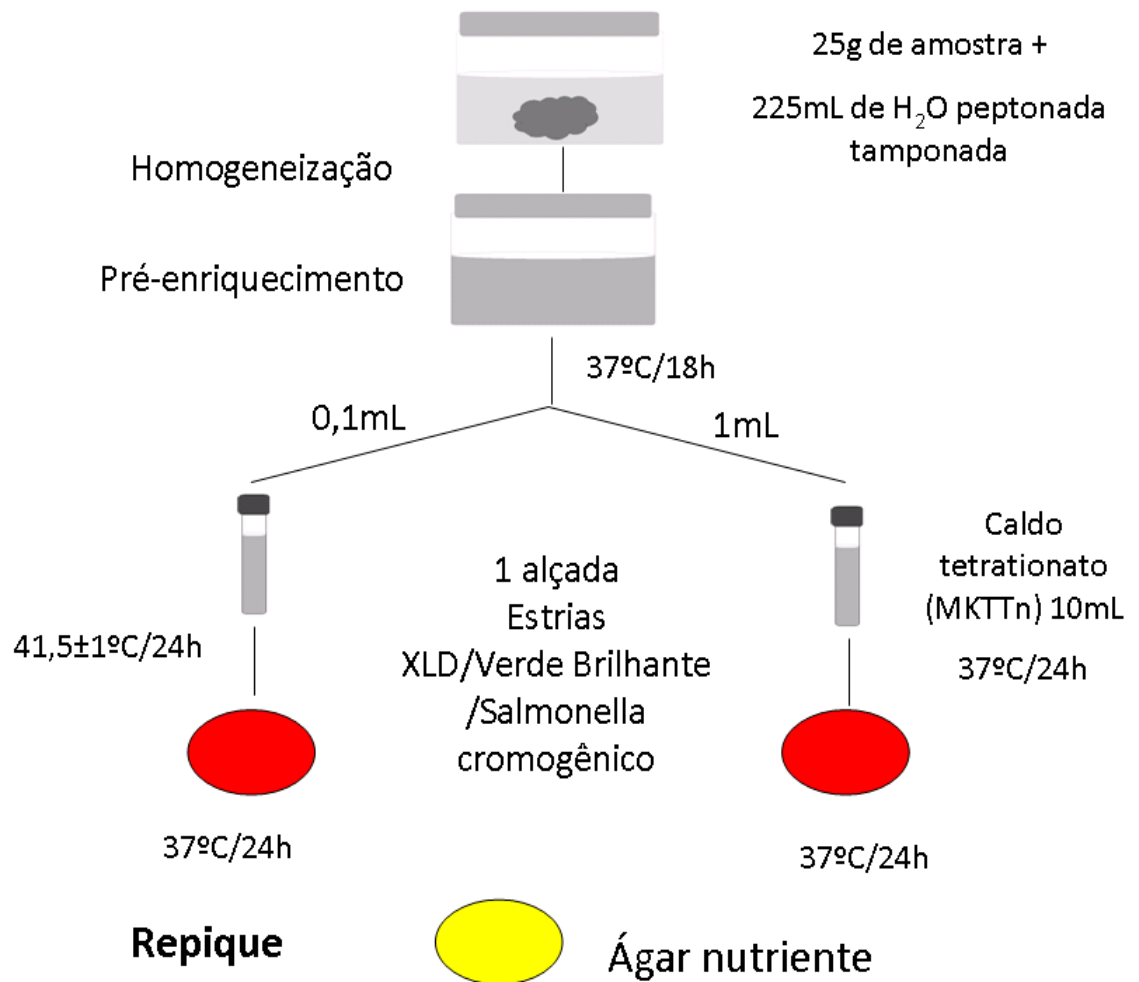 25g de amostra +
225mL de H₂O peptonada
tamponada
Homogeneização
Pré-enriquecimento
37ºC/18h
0,1mL
1mL
Caldo
tetrationato
(MKTTn) 10mL
41,5±1ºC/24h
1 alçada
Estrias
XLD/Verde Brilhante
/Salmonella
cromogênico
37ºC/24h
37ºC/24h
37ºC/24h
Repique
Ágar nutriente